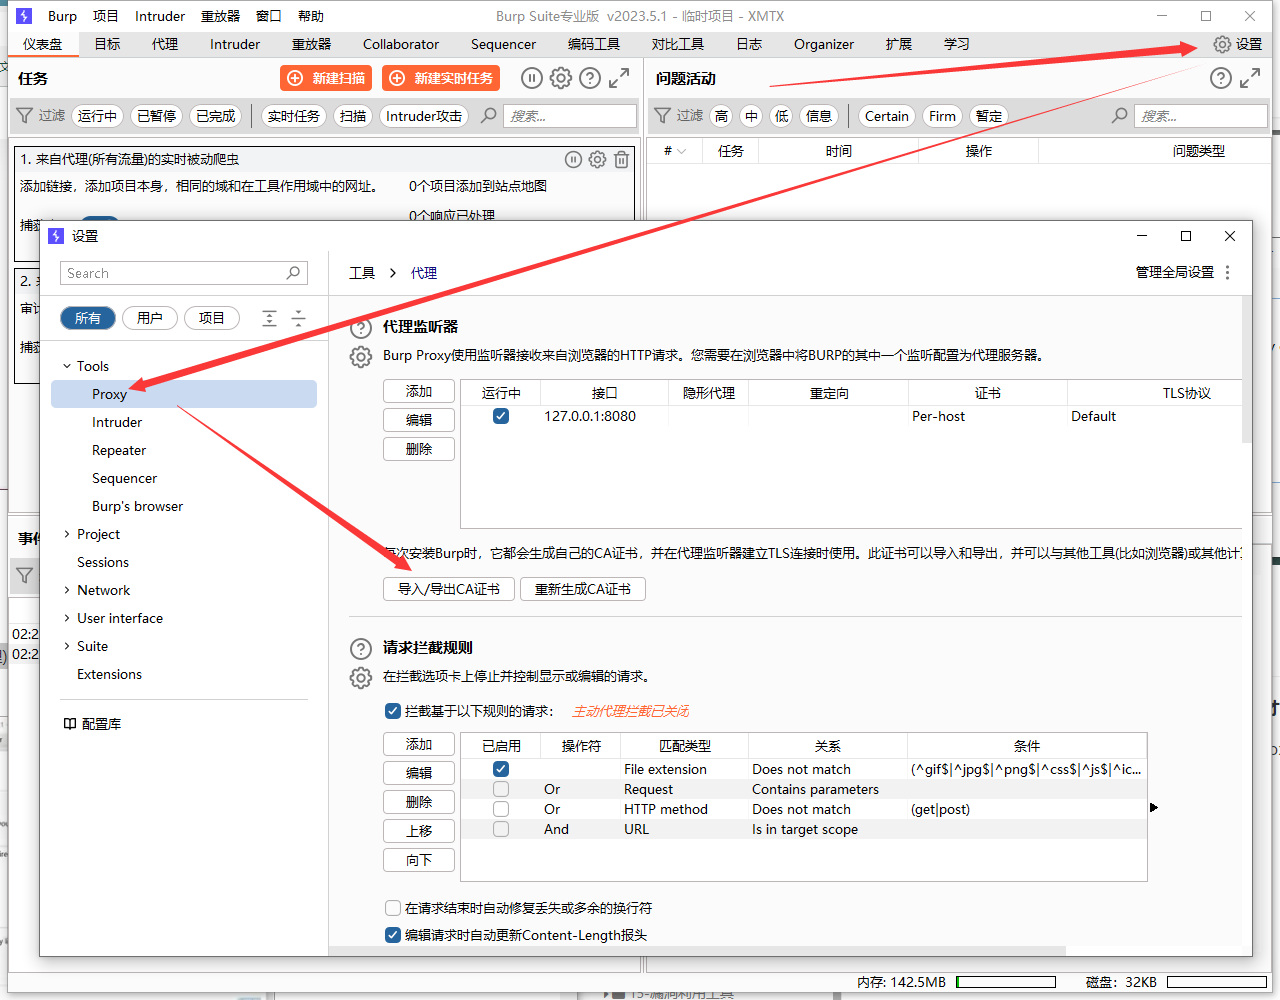 Burp 项目 Intruder 重放器 窗口 帮助 Burp Suite专业版 v2023.5.1 - 临时项目 - XMTX
仪表盘 目标 代理 Intruder 重放器 Collaborator Sequencer 编码工具 对比工具 日志 Organizer 扩展 学习 设置
任务 新建扫描 新建实时任务 问题活动
过滤 运行中 已暂停 已完成 实时任务 扫描 Intruder攻击 搜索... 过滤 高 中 低 信息 Certain Firm 暂定 搜索...
1. 来自代理(所有流量)的实时被动爬虫 # 任务 时间 操作 问题类型
添加链接，添加项目本身，相同的域和在工具作用域中的网址。 0个项目添加到站点地图
0个响应已处理
捕获
设置
Search
工具 > 代理 管理全局设置
所有 用户 项目
2.
审计
捕获
Tools
Proxy
Intruder
Repeater
Sequencer
Burp's browser
Project
Sessions
Network
User interface
Suite
Extensions
配置库
代理监听器
Burp Proxy使用监听器接收来自浏览器的HTTP请求。您需要在浏览器中将BURP的其中一个监听配置为代理服务器。
添加 运行中 接口 隐形代理 重定向 证书 TLS协议
编辑 127.0.0.1:8080 Per-host Default
删除
每次安装Burp时，它都会生成自己的CA证书，并在代理监听器建立TLS连接时使用。此证书可以导入和导出，并可以与其他工具(比如浏览器)或其他计
导入/导出CA证书 重新生成CA证书
请求拦截规则
在拦截选项卡上停止并控制显示或编辑的请求。
拦截基于以下规则的请求： 主动代理拦截已关闭
添加 已启用 操作符 匹配类型 关系 条件
编辑 File extension Does not match (^gif$|^jpg$|^png$|^css$|^js$|^ic...
删除 Or Request Contains parameters
上移 Or HTTP method Does not match (get|post)
向下 And URL Is in target scope
在请求结束时自动修复丢失或多余的换行符
编辑请求时自动更新Content-Length报头
事件
02:2
02:2
内存: 142.5MB 磁盘: 32KB
15-漏洞利用工具